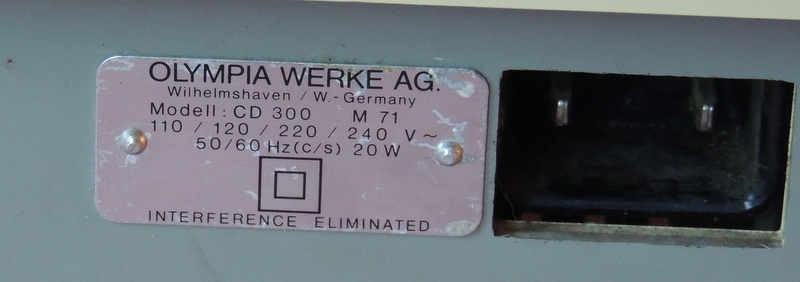 OLYMPIA WERKE AG.
Wilhelmshaven / W.-Germany
Modell: CD 300 M 71
110 / 120 / 220 / 240 V ~
50/60 Hz (c/s) 20 W
INTERFERENCE ELIMINATED